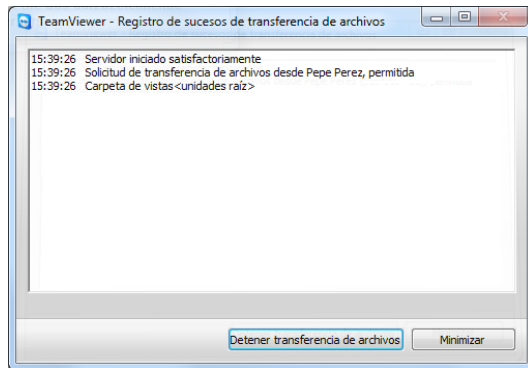 TeamViewer - Registro de sucesos de transferencia de archivos
15:39:26 Servidor iniciado satisfactoriamente
15:39:26 Solicitud de transferencia de archivos desde Pepe Perez, permitida
15:39:26 Carpeta de vistas<unidades raíz>
Detener transferencia de archivos Minimizar